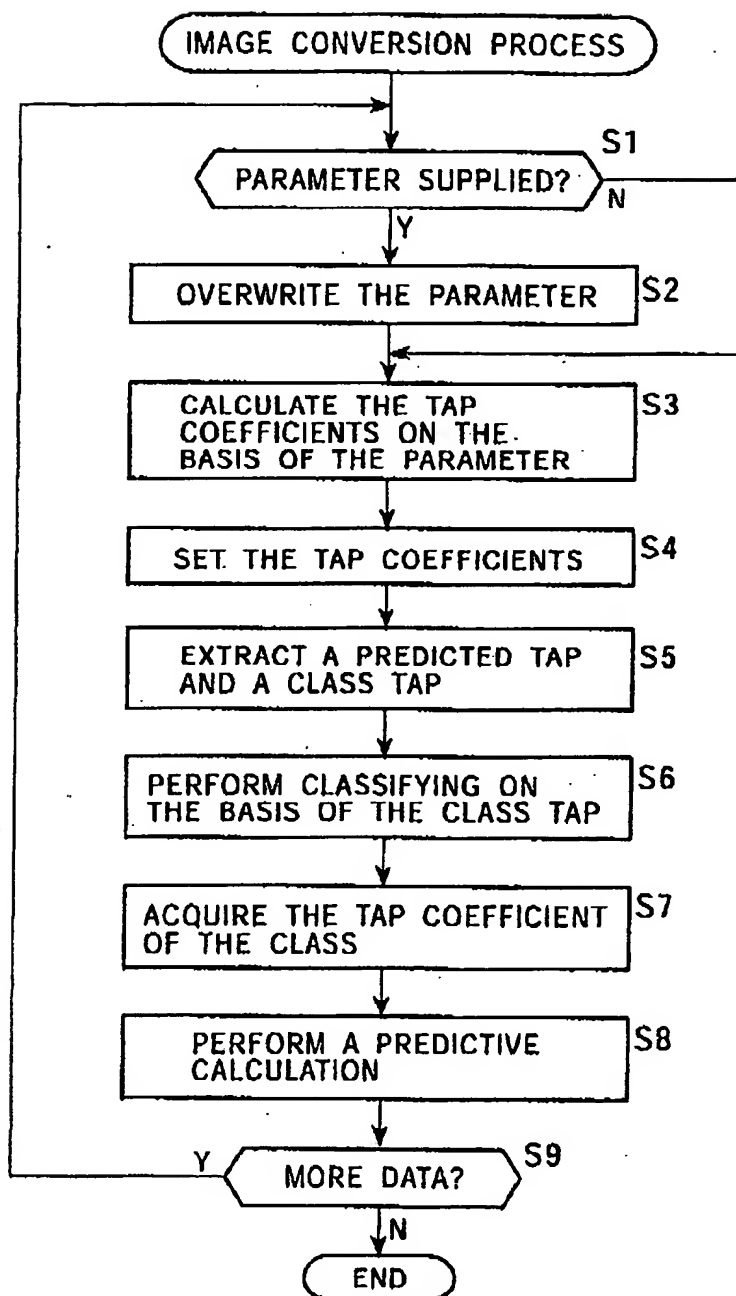 IMAGE CONVERSION PROCESS
S1
PARAMETER SUPPLIED?
N
Y
OVERWRITE THE PARAMETER
S2
CALCULATE THE TAP
COEFFICIENTS ON THE
BASIS OF THE PARAMETER
S3
SET THE TAP COEFFICIENTS
S4
EXTRACT A PREDICTED TAP
AND A CLASS TAP
S5
PERFORM CLASSIFYING ON
THE BASIS OF THE CLASS TAP
S6
ACQUIRE THE TAP COEFFICIENT
OF THE CLASS
S7
PERFORM A PREDICTIVE
CALCULATION
S8
Y
MORE DATA?
S9
N
END